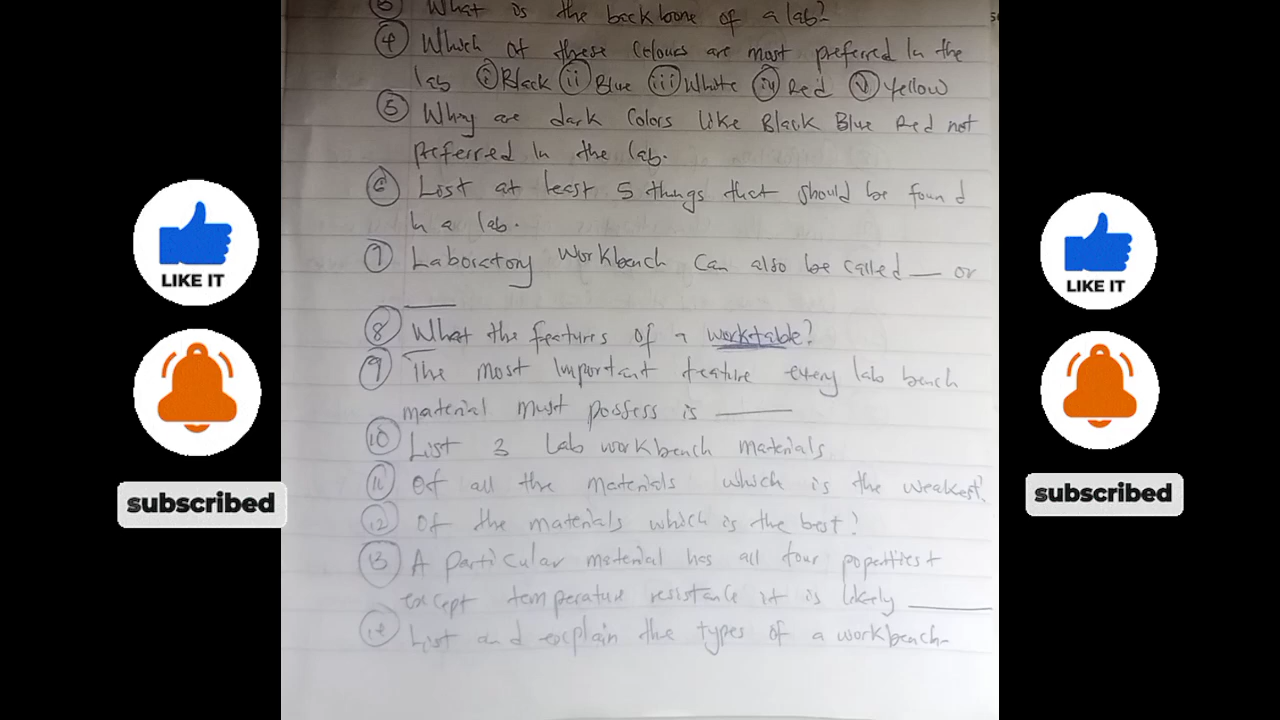 3 What is the backbone of a lab?
4 Which of these Colours are most preferred in the
lab i Black ii Blue iii White iv Red v Yellow
5 Why are dark Colors like Black Blue Red not
preferred in the lab.
6 List at least 5 things that should be found
in a lab.
7 Laboratory Workbench Can also be called ___ or
___
8 What the features of a worktable?
9 The most Important feature every lab bench
material must possess is ___
10 List 3 Lab workbench materials
11 Of all the materials which is the weakest?
12 Of the materials which is the best?
13 A particular material has all four
except temperature resistance it is likely ___
14 List and explain the types of a workbench-
LIKE IT
subscribed
LIKE IT
subscribed